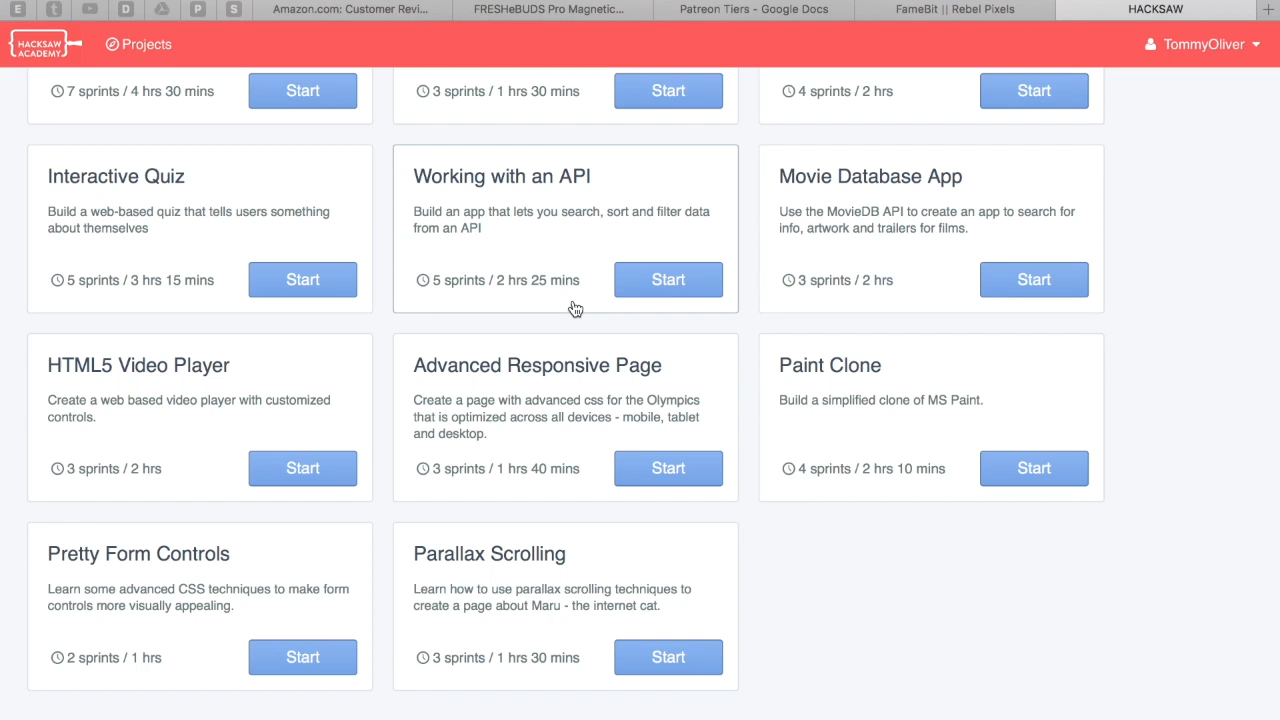 E
t
D
P
S
Amazon.com: Customer Revi...
FRESHeBUDS Pro Magnetic...
Patreon Tiers - Google Docs
FameBit || Rebel Pixels
HACKSAW
HACKSAW
ACADEMY
Projects
TommyOliver
7 sprints / 4 hrs 30 mins
Start
3 sprints / 1 hrs 30 mins
Start
4 sprints / 2 hrs
Start
Interactive Quiz
Build a web-based quiz that tells users something
about themselves
5 sprints / 3 hrs 15 mins
Start
Working with an API
Build an app that lets you search, sort and filter data
from an API
5 sprints / 2 hrs 25 mins
Start
Movie Database App
Use the MovieDB API to create an app to search for
info, artwork and trailers for films.
3 sprints / 2 hrs
Start
HTML5 Video Player
Create a web based video player with customized
controls.
3 sprints / 2 hrs
Start
Advanced Responsive Page
Create a page with advanced css for the Olympics
that is optimized across all devices - mobile, tablet
and desktop.
3 sprints / 1 hrs 40 mins
Start
Paint Clone
Build a simplified clone of MS Paint.
4 sprints / 2 hrs 10 mins
Start
Pretty Form Controls
Learn some advanced CSS techniques to make form
controls more visually appealing.
2 sprints / 1 hrs
Start
Parallax Scrolling
Learn how to use parallax scrolling techniques to
create a page about Maru - the internet cat.
3 sprints / 1 hrs 30 mins
Start